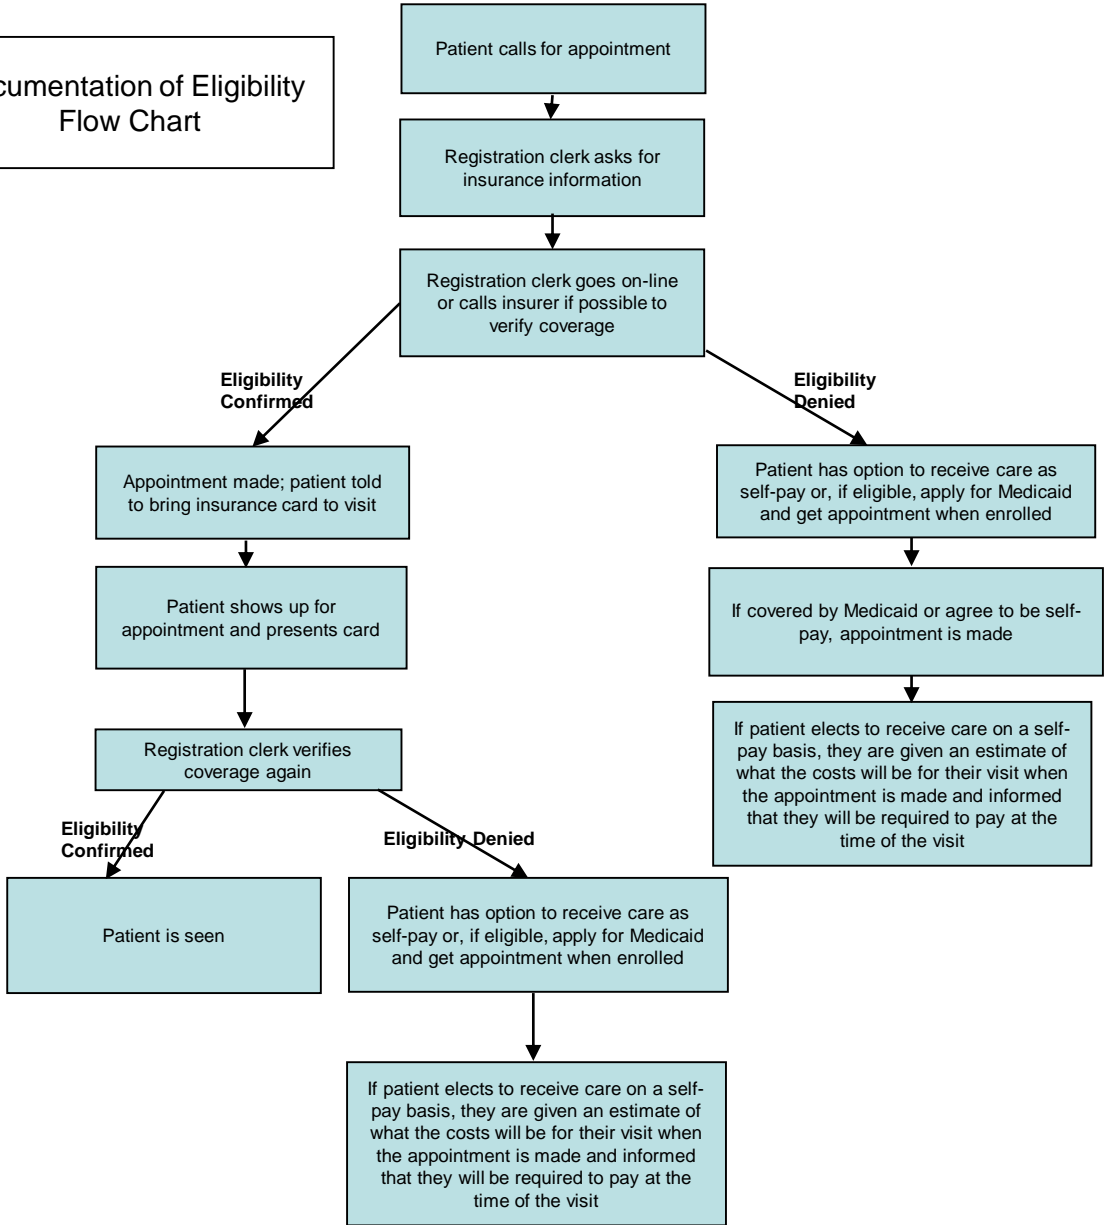 Patient calls for appointment
cumentation of Eligibility
Flow Chart
Registration clerk asks for
insurance information
Registration clerk goes on-line
or calls insurer if possible to
verify coverage
Eligibility
Confirmed
Eligibility
Denied
Appointment made; patient told
to bring insurance card to visit
Patient has option to receive care as
self-pay or, if eligible, apply for Medicaid
and get appointment when enrolled
Patient shows up for
appointment and presents card
If covered by Medicaid or agree to be self-
pay, appointment is made
Registration clerk verifies
coverage again
If patient elects to receive care on a self-
pay basis, they are given an estimate of
what the costs will be for their visit when
the appointment is made and informed
that they will be required to pay at the
time of the visit
Eligibility
Confirmed
Eligibility Denied
Patient is seen
Patient has option to receive care as
self-pay or, if eligible, apply for Medicaid
and get appointment when enrolled
If patient elects to receive care on a self-
pay basis, they are given an estimate of
what the costs will be for their visit when
the appointment is made and informed
that they will be required to pay at the
time of the visit